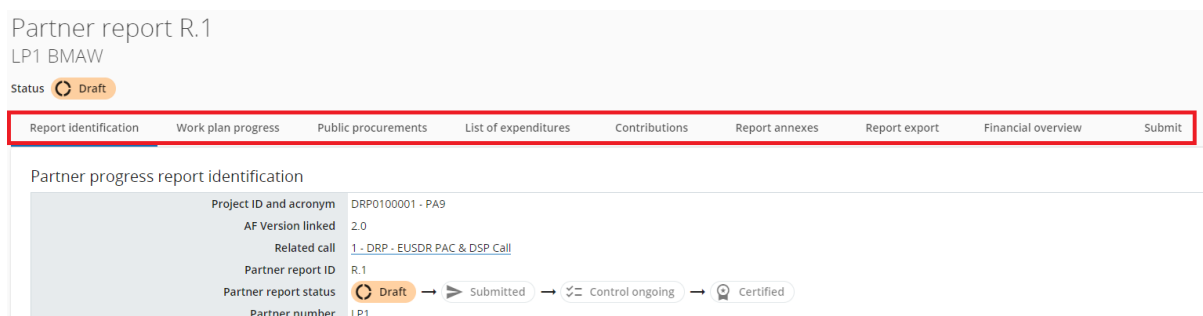 Partner report R.1
LP1 BMAW
Status Draft
Report identification Work plan progress Public procurements List of expenditures Contributions Report annexes Report export Financial overview Submit
Partner progress report identification
Project ID and acronym DRP0100001 - PA9
AF Version linked 2.0
Related call 1 - DRP - EUSDR PAC & DSP Call
Partner report ID R.1
Partner report status Draft → Submitted → Control ongoing → Certified
Partner number LP1